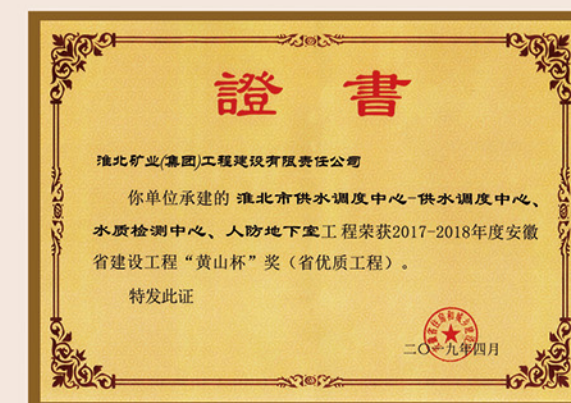 證書
淮北矿业(集团)工程建设有限责任公司
你单位承建的 淮北市供水调度中心-供水调度中心、
水质检测中心、人防地下室工程荣获2017-2018年度安徽
省建设工程“黄山杯”奖（省优质工程）。
特发此证
二〇一九年四月